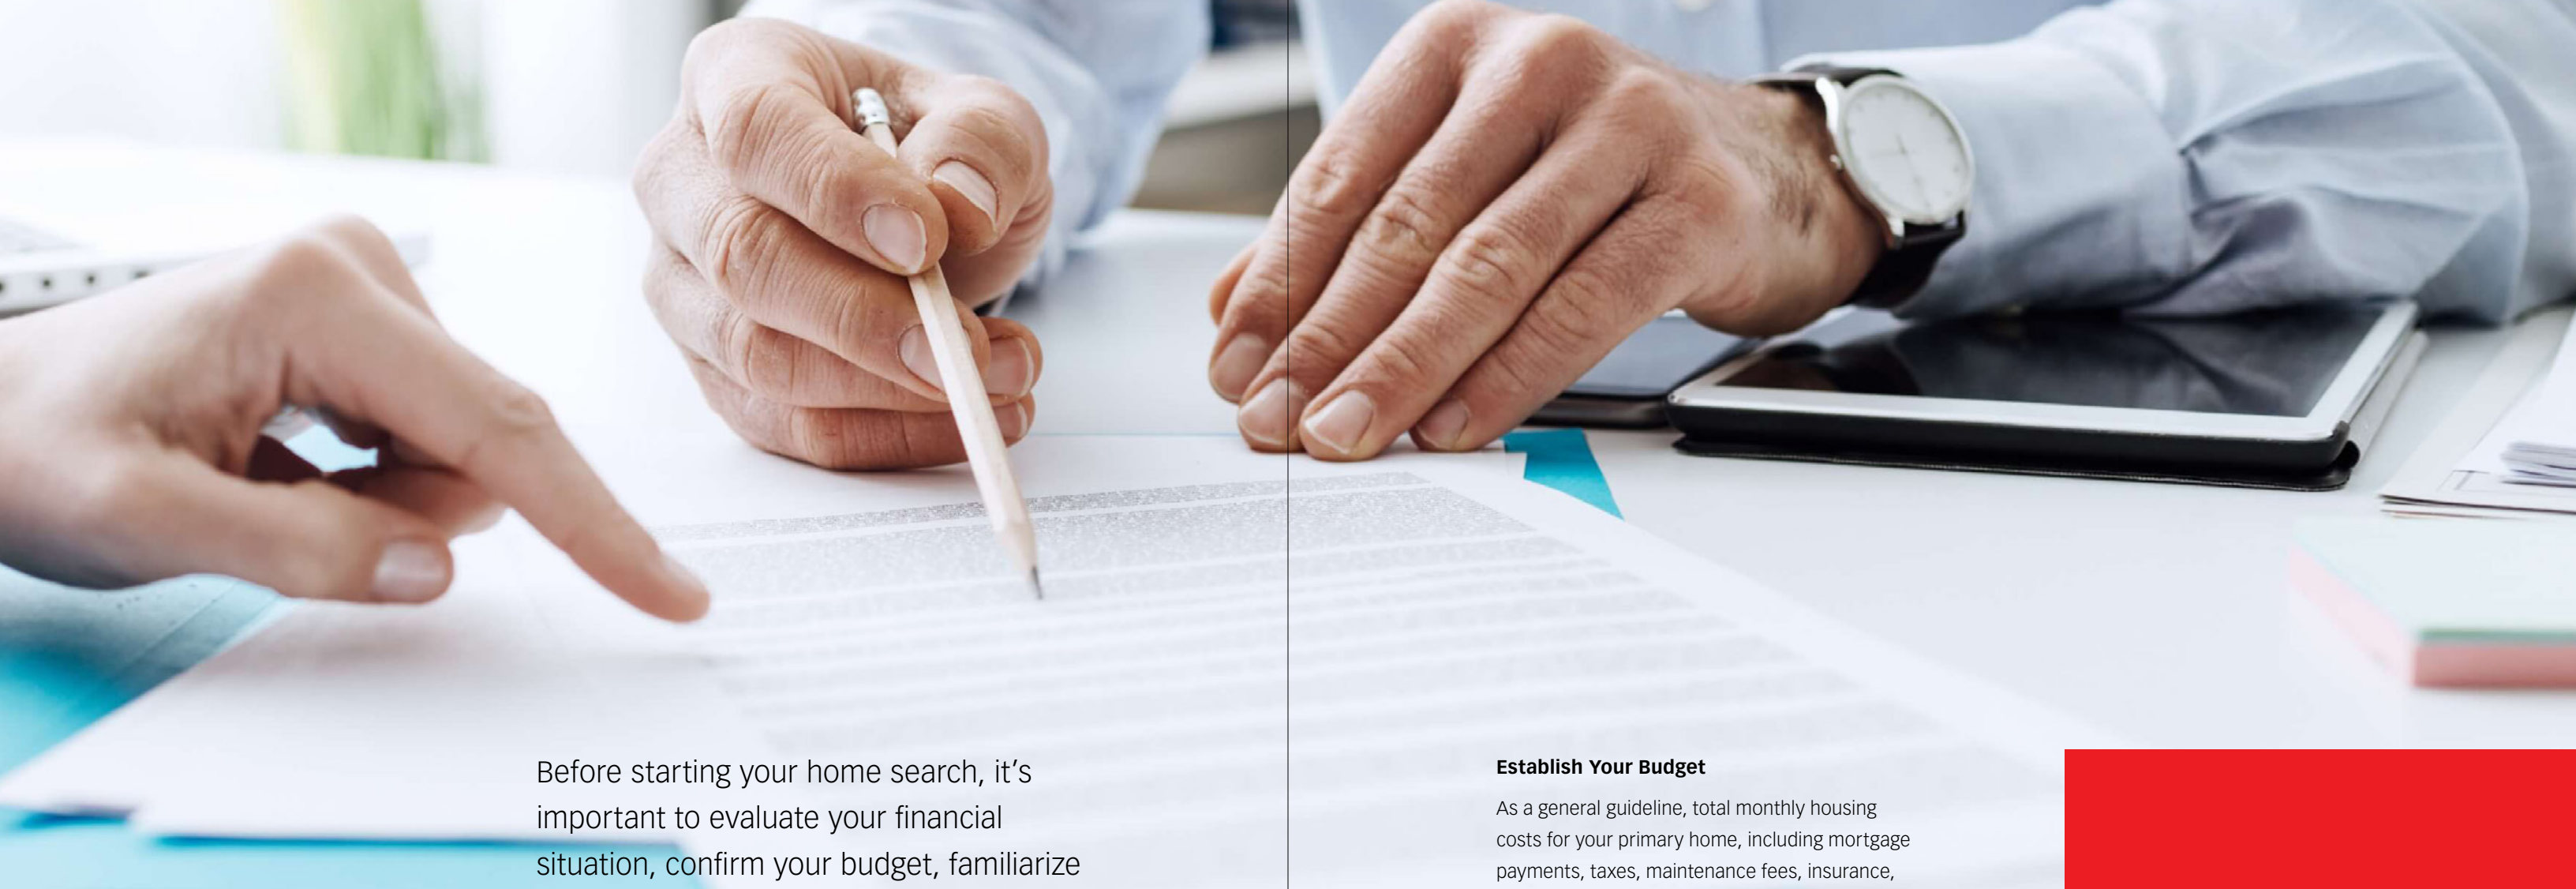 Before starting your home search, it’s
important to evaluate your financial
situation, confirm your budget, familiarize
Establish Your Budget
As a general guideline, total monthly housing
costs for your primary home, including mortgage
payments, taxes, maintenance fees, insurance,